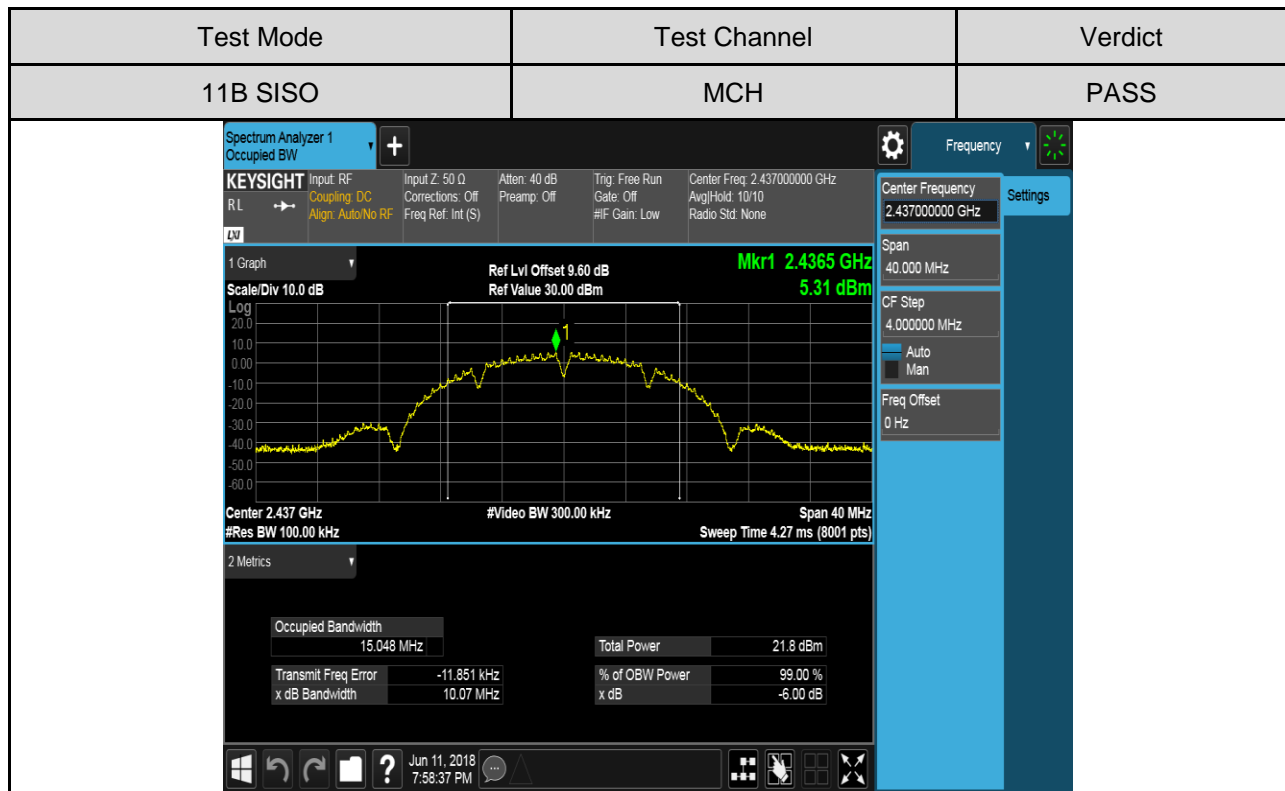 Test Mode Test Channel Verdict
11B SISO MCH PASS
Spectrum Analyzer 1
Occupied BW
+
Frequency
KEYSIGHT
R L
LXI
Input: RF
Coupling: DC
Align: Auto/No RF
Input Z: 50 Ω
Corrections: Off
Freq Ref: Int (S)
Atten: 40 dB
Preamp: Off
Trig: Free Run
Gate: Off
#IF Gain: Low
Center Freq: 2.437000000 GHz
Avg|Hold: 10/10
Radio Std: None
Center Frequency
2.437000000 GHz
Settings
Span
40.000 MHz
CF Step
4.000000 MHz
Auto
Man
Freq Offset
0 Hz
1 Graph
Scale/Div 10.0 dB
Ref Lvl Offset 9.60 dB
Ref Value 30.00 dBm
Mkr1 2.4365 GHz
5.31 dBm
Log
20.0
10.0
0.00
-10.0
-20.0
-30.0
-40.0
-50.0
-60.0
1
Center 2.437 GHz
#Res BW 100.00 kHz
#Video BW 300.00 kHz
Span 40 MHz
Sweep Time 4.27 ms (8001 pts)
2 Metrics
Occupied Bandwidth
15.048 MHz
Total Power 21.8 dBm
Transmit Freq Error -11.851 kHz
% of OBW Power 99.00 %
x dB Bandwidth 10.07 MHz
x dB -6.00 dB
?
Jun 11, 2018
7:58:37 PM